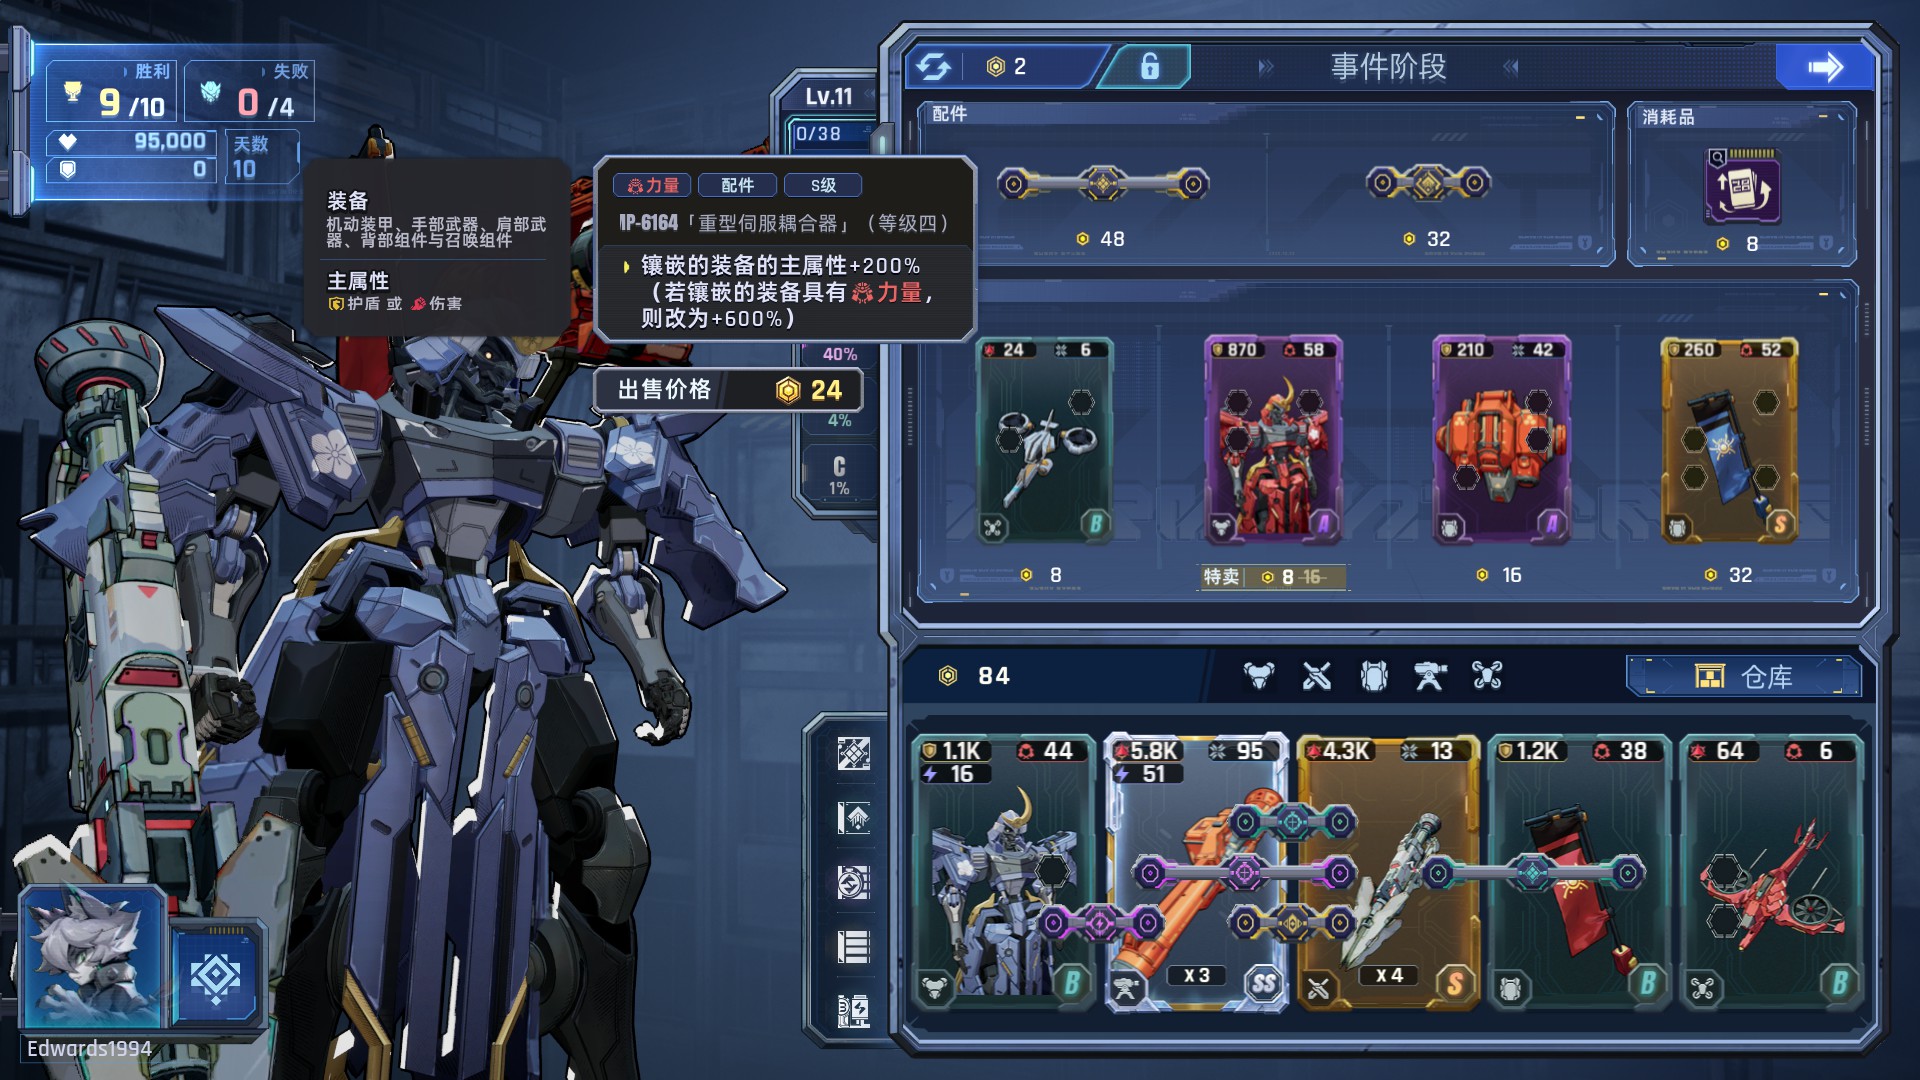 胜利
9/10
失败
0/4
95,000
0
天数
10
装备
机动装甲、手部武器、肩部武
器、背部组件与召唤组件
主属性
护盾 或 伤害
Lv.11
0/38
力量
配件
S级
IP-6164「重型伺服耦合器」（等级四）
镶嵌的装备的主属性+200%
（若镶嵌的装备具有力量，
则改为+600%）
40%
出售价格
24
4%
C
1%
2
事件阶段
配件
48
32
消耗品
8
24 6
B
8
870 58
A
特卖 8 16
210 42
A
16
260 52
S
32
84
仓库
1.1K 44
16
B
5.8K 95
51
x3
SS
4.3K 13
x4
S
1.2K 38
B
64 6
B
Edwards1994